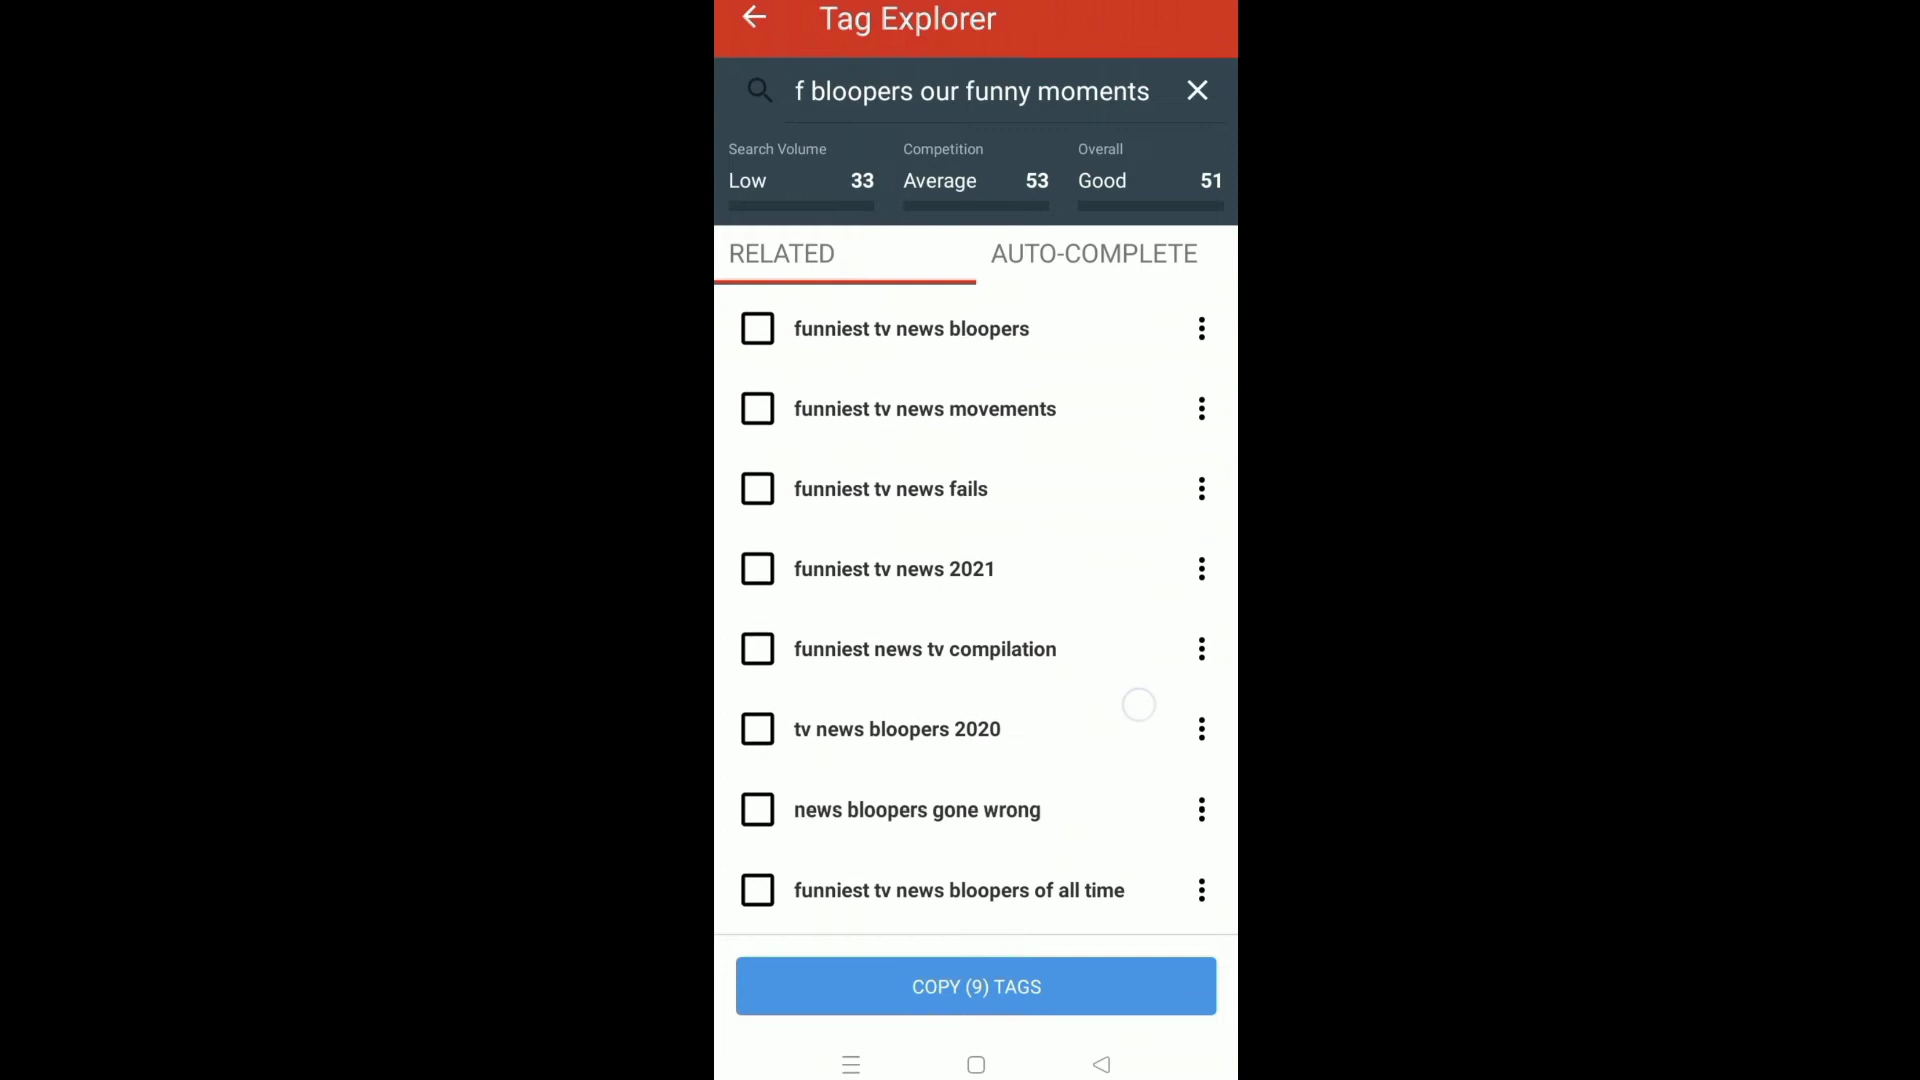 Tag Explorer
f bloopers our funny moments
Search Volume Competition Overall
Low 33 Average 53 Good 51
RELATED AUTO-COMPLETE
funniest tv news bloopers
funniest tv news movements
funniest tv news fails
funniest tv news 2021
funniest news tv compilation
tv news bloopers 2020
news bloopers gone wrong
funniest tv news bloopers of all time
COPY (9) TAGS